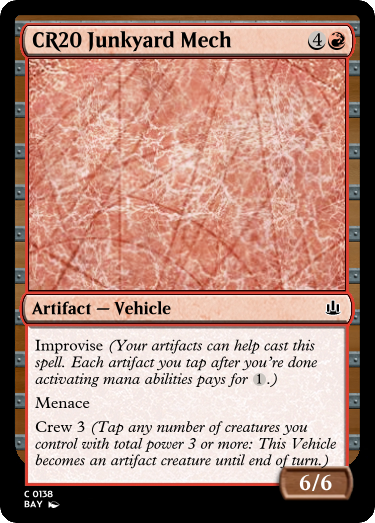 CR20 Junkyard Mech 4
Artifact — Vehicle
Improvise (Your artifacts can help cast this
spell. Each artifact you tap after you're done
activating mana abilities pays for 1.)
Menace
Crew 3 (Tap any number of creatures you
control with total power 3 or more: This Vehicle
becomes an artifact creature until end of turn.)
6/6
C 0138
BAY